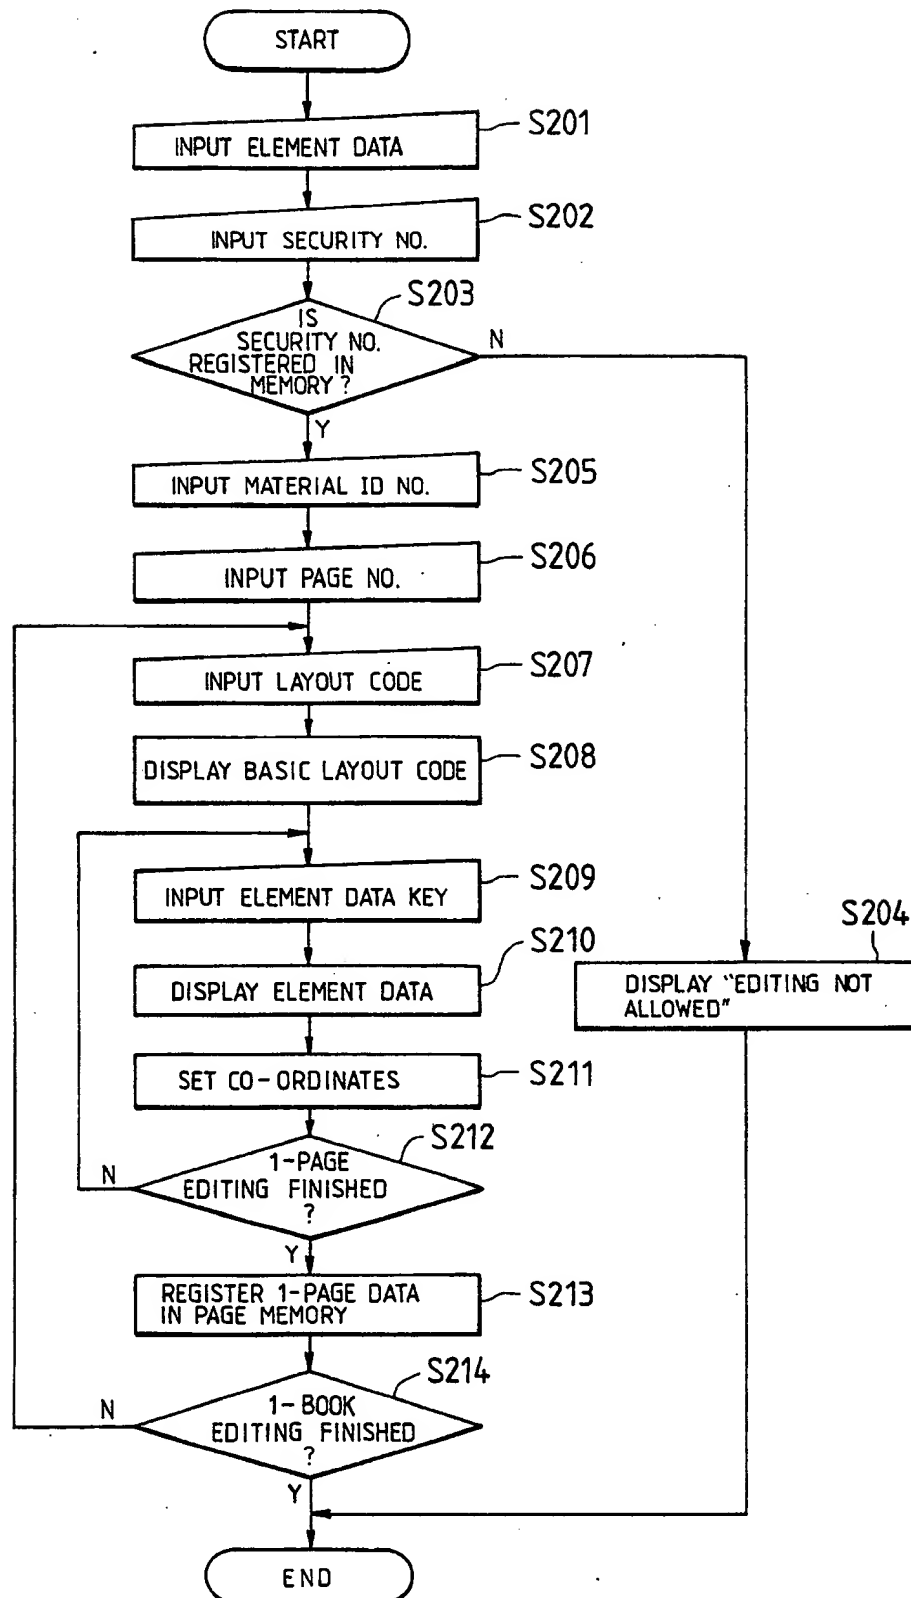 START
S201
INPUT ELEMENT DATA
S202
INPUT SECURITY NO.
S203
IS
SECURITY NO.
REGISTERED IN
MEMORY?
N
Y
S205
INPUT MATERIAL ID NO.
S206
INPUT PAGE NO.
S207
INPUT LAYOUT CODE
S208
DISPLAY BASIC LAYOUT CODE
S209
INPUT ELEMENT DATA KEY
S204
DISPLAY "EDITING NOT
ALLOWED"
S210
DISPLAY ELEMENT DATA
S211
SET CO-ORDINATES
S212
1-PAGE
EDITING FINISHED
?
N
Y
S213
REGISTER 1-PAGE DATA
IN PAGE MEMORY
S214
1-BOOK
EDITING FINISHED
?
N
Y
END